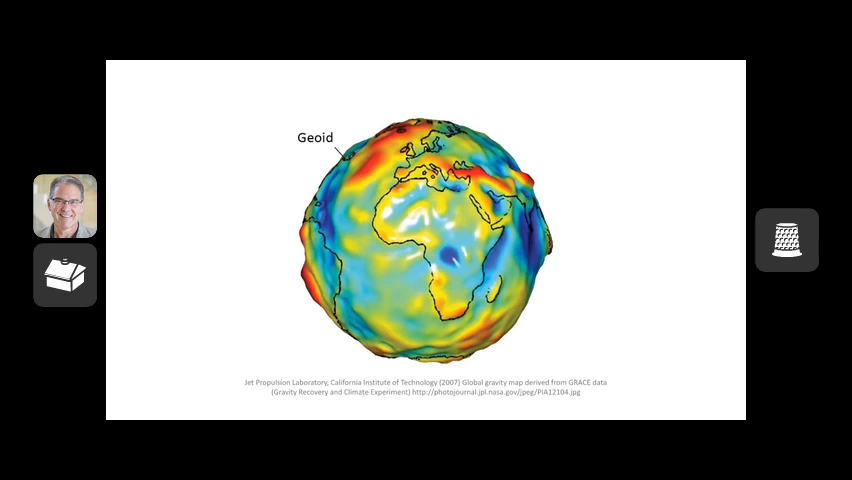 Geoid
Jet Propulsion Laboratory, California Institute of Technology (2007) Global gravity map derived from GRACE data
(Gravity Recovery and Climate Experiment) http://photojournal.jpl.nasa.gov/jpeg/PIA12104.jpg